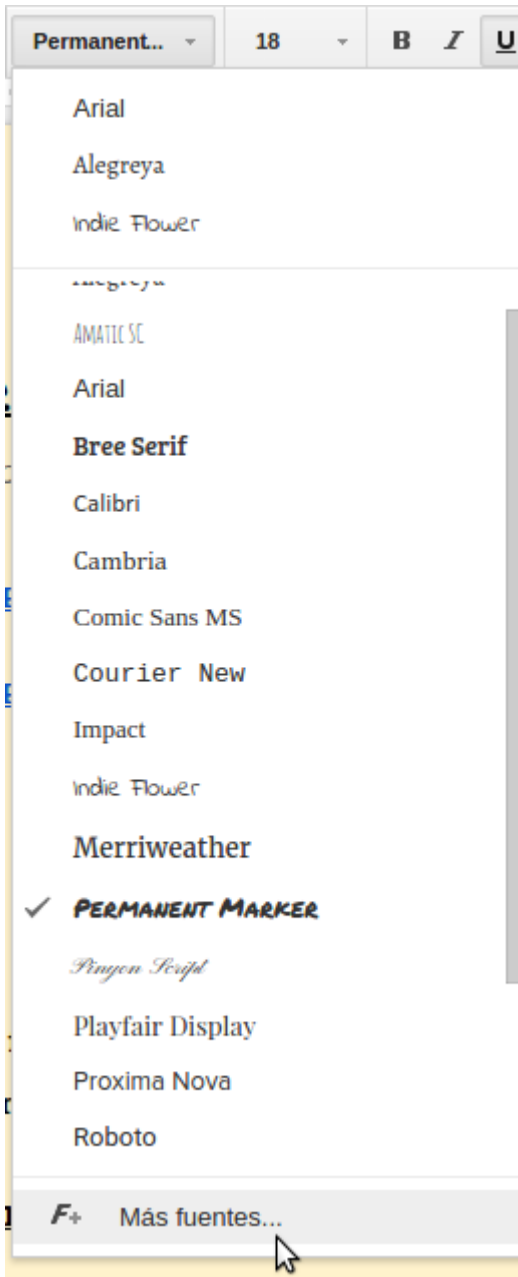 Permanent... 18 B I U
Arial
Alegreya
Indie Flower
Alegreya
Amatic SC
Arial
Bree Serif
Calibri
Cambria
Comic Sans MS
Courier New
Impact
Indie Flower
Merriweather
Permanent Marker
Pinyon Script
Playfair Display
Proxima Nova
Roboto
F+ Más fuentes...